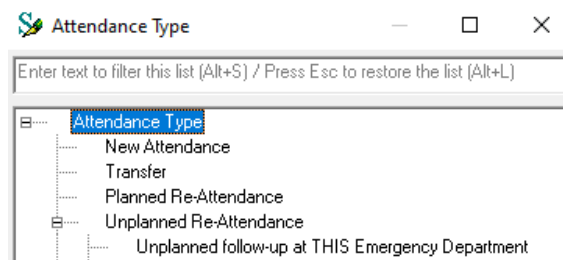 Attendance Type
Enter text to filter this list (Alt+S) / Press Esc to restore the list (Alt+L)
Attendance Type
New Attendance
Transfer
Planned Re-Attendance
Unplanned Re-Attendance
Unplanned follow-up at THIS Emergency Department